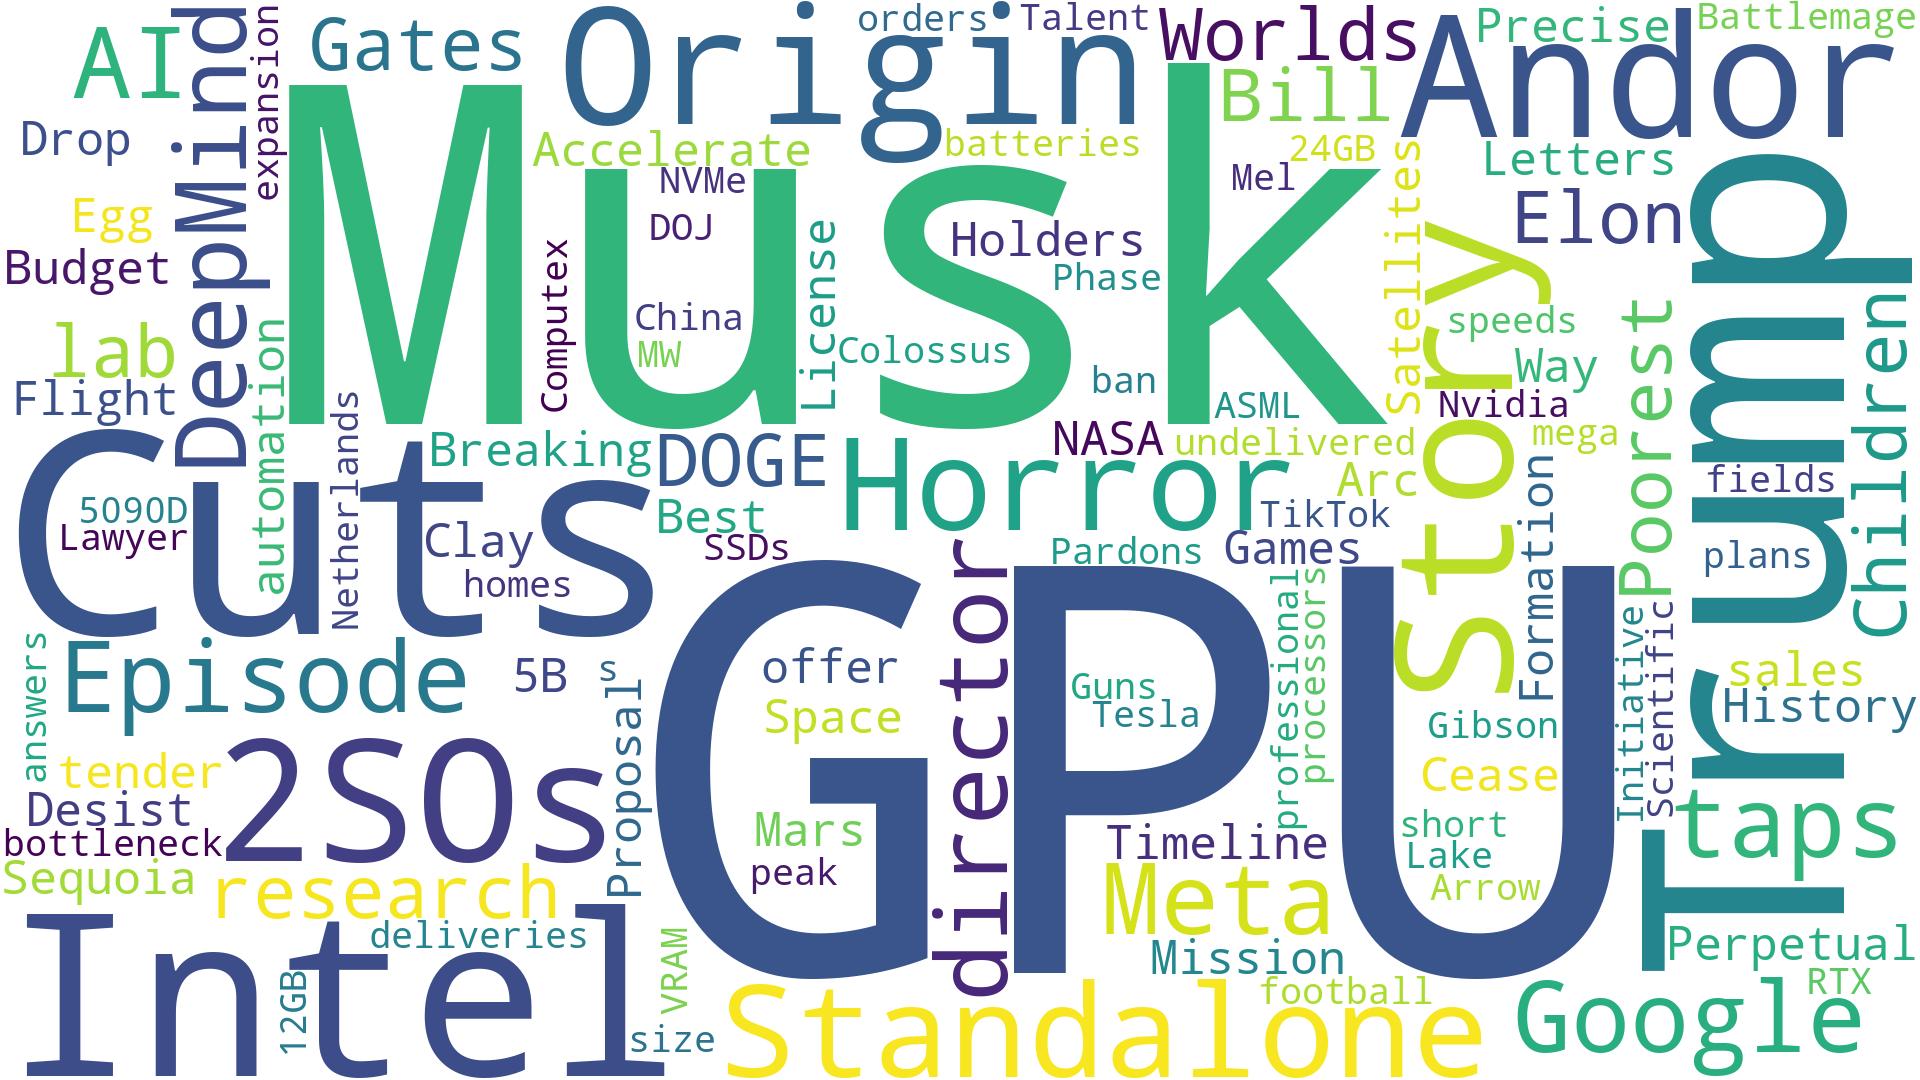 AI
DeepMind
expansion
Gates
Origin
orders
Talent
Worlds
Andor
Precise
Battlemage
Drop
Musk
Accelerate
batteries
Bill
24GB
Letters
Egg
NVMe
DOJ
Mel
Satellites
Elon
Trump
Budget
Computex
License
Holders
Phase
Story
speeds
Poorest
Children
lab
Flight
automation
China
MW
Colossus
ban
ASML
Way
Nvidia
mega
Cuts
Netherlands
Breaking
DOGE
Horror
NASA
undelivered
Arc
fields
5090D
Lawyer
Clay
homes
Best
SSDs
TikTok
Pardons
Games
Formation
plans
answers
Episode
5B
s
Proposal
GPU
offer
Space
director
Guns
Tesla
professional
processors
Gibson
Initiative
Scientific
sales
History
tender
Desist
bottleneck
Sequoia
2SOs
research
Mars
peak
Timeline
Cease
short
Lake
Arrow
taps
Intel
deliveries
12GB
VRAM
size
Meta
Mission
football
Standalone
Perpetual
RTX
Google